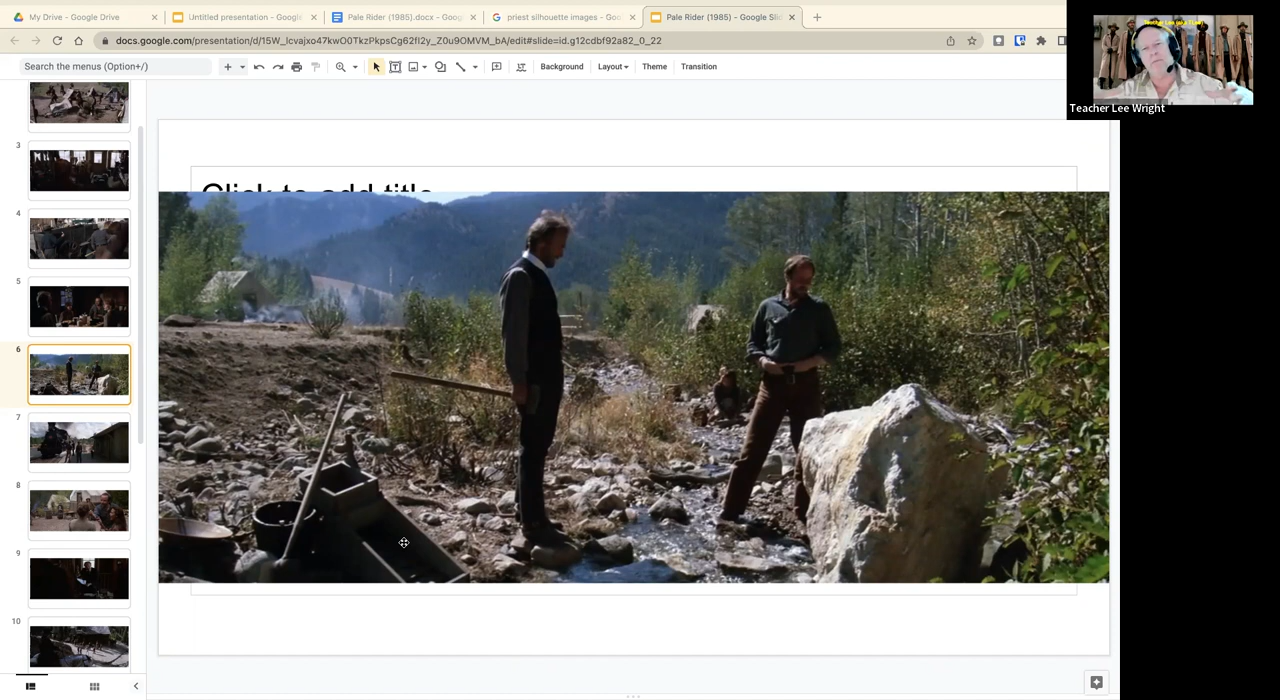 My Drive - Google Drive
Untitled presentation - Google
Pale Rider (1985).docx - Goog
priest silhouette images - Goo
Pale Rider (1985) - Google Slid
docs.google.com/presentation/d/15W_lcvajxo47kwO0TkzPkpsCg62fI2y_Z0u9OMVM_bA/edit#slide=id.g12cdbf92a82_0_22
Search the menus (Option+/)
Background
Layout
Theme
Transition
Teacher Lee Wright
Click to add title
3
4
5
6
7
8
9
10